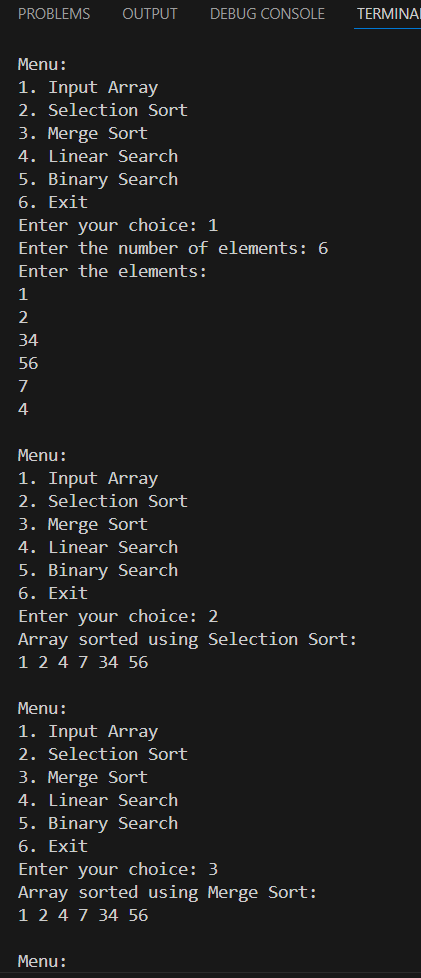 PROBLEMS OUTPUT DEBUG CONSOLE TERMINAL
Menu:
1. Input Array
2. Selection Sort
3. Merge Sort
4. Linear Search
5. Binary Search
6. Exit
Enter your choice: 1
Enter the number of elements: 6
Enter the elements:
1
2
34
56
7
4
Menu:
1. Input Array
2. Selection Sort
3. Merge Sort
4. Linear Search
5. Binary Search
6. Exit
Enter your choice: 2
Array sorted using Selection Sort:
1 2 4 7 34 56
Menu:
1. Input Array
2. Selection Sort
3. Merge Sort
4. Linear Search
5. Binary Search
6. Exit
Enter your choice: 3
Array sorted using Merge Sort:
1 2 4 7 34 56
Menu: